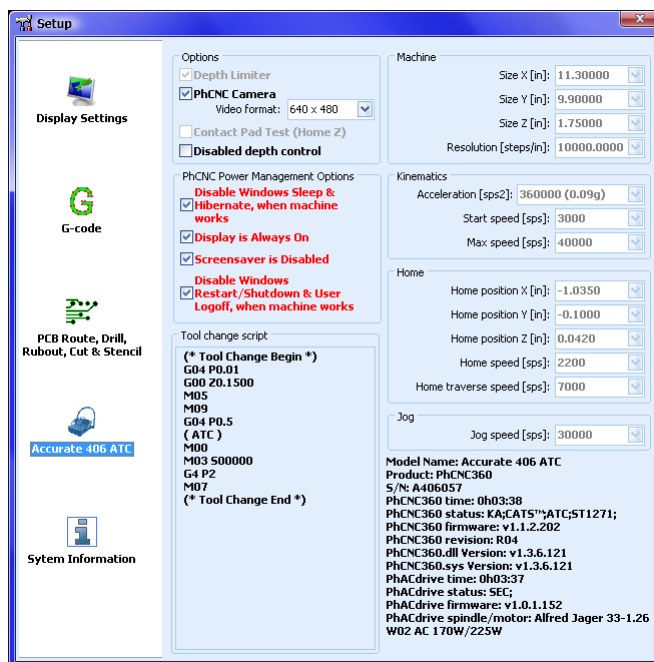 Setup
Display Settings
G-code
PCB Route, Drill,
Rubout, Cut & Stencil
Accurate 406 ATC
Sytem Information
Options
Depth Limiter
PhCNC Camera
Video format: 640 x 480
Contact Pad Test (Home Z)
Disabled depth control
PhCNC Power Management Options
Disable Windows Sleep &
Hibernate, when machine
works
Display is Always On
Screensaver is Disabled
Disable Windows
Restart/Shutdown & User
Logoff, when machine works
Tool change script
(* Tool Change Begin *)
G04 P0.01
G00 Z0.1500
M05
M09
G04 P0.5
( ATC )
M00
M03 S00000
G4 P2
M07
(* Tool Change End *)
Machine
Size X [in]: 11.30000
Size Y [in]: 9.90000
Size Z [in]: 1.75000
Resolution [steps/in]: 10000.0000
Kinematics
Acceleration [sps2]: 360000 (0.09g)
Start speed [sps]: 3000
Max speed [sps]: 40000
Home
Home position X [in]: -1.0350
Home position Y [in]: -0.1000
Home position Z [in]: 0.0420
Home speed [sps]: 2200
Home traverse speed [sps]: 7000
Jog
Jog speed [sps]: 30000
Model Name: Accurate 406 ATC
Product: PhCNC360
S/N: A406057
PhCNC360 time: 0h03:38
PhCNC360 status: KA;CATS™;ATC;ST1271;
PhCNC360 firmware: v1.1.2.202
PhCNC360 revision: R04
PhCNC360.dll Version: v1.3.6.121
PhCNC360.sys Version: v1.3.6.121
PhACdrive time: 0h03:37
PhACdrive status: SEC;
PhACdrive firmware: v1.0.1.152
PhACdrive spindle/motor: Alfred Jager 33-1.26
W02 AC 170W/225W